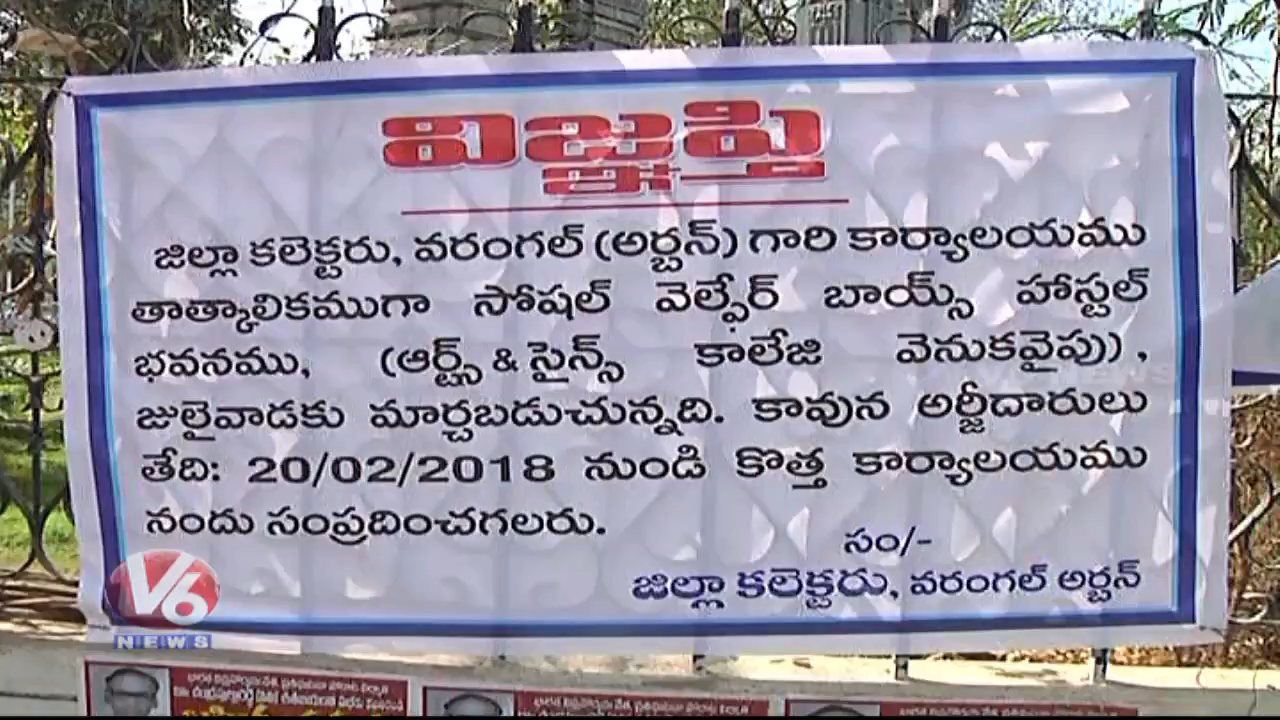 విజ్ఞప్తి
జిల్లా కలెక్టరు, వరంగల్ (అర్బన్) గారి కార్యాలయము
తాత్కాలికముగా సోషల్ వెల్ఫేర్ బాయ్స్ హాస్టల్
భవనము, (ఆర్ట్స్ & సైన్స్ కాలేజి వెనుకవైపు),
జులైవాడకు మార్చబడుచున్నది. కావున అర్జీదారులు
తేది: 20/02/2018 నుండి కొత్త కార్యాలయము
నందు సంప్రదించగలరు.
సం/-
జిల్లా కలెక్టరు, వరంగల్ అర్బన్
V6
NEWS